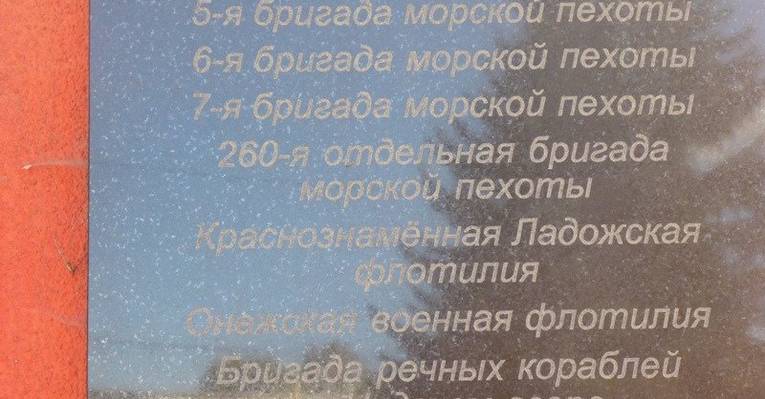 5-я бригада морской пехоты
6-я бригада морской пехоты
7-я бригада морской пехоты
260-я отдельная бригада
морской пехоты
Краснознамённая Ладожская
флотилия
Онежская военная флотилия
Бригада речных кораблей